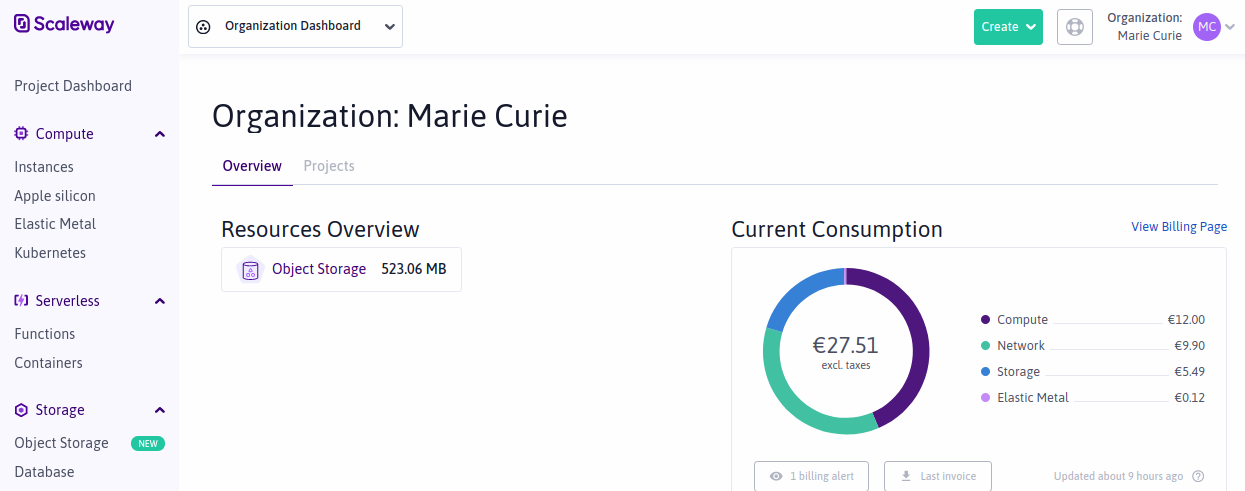 Scaleway
Organization Dashboard
Create
Organization:
Marie Curie
MC
Project Dashboard
Compute
Instances
Apple silicon
Elastic Metal
Kubernetes
Serverless
Functions
Containers
Storage
Object Storage NEW
Database
Organization: Marie Curie
Overview Projects
Resources Overview
Object Storage 523.06 MB
Current Consumption View Billing Page
€27.51
excl. taxes
Compute €12.00
Network €9.90
Storage €5.49
Elastic Metal €0.12
1 billing alert Last invoice Updated about 9 hours ago ?